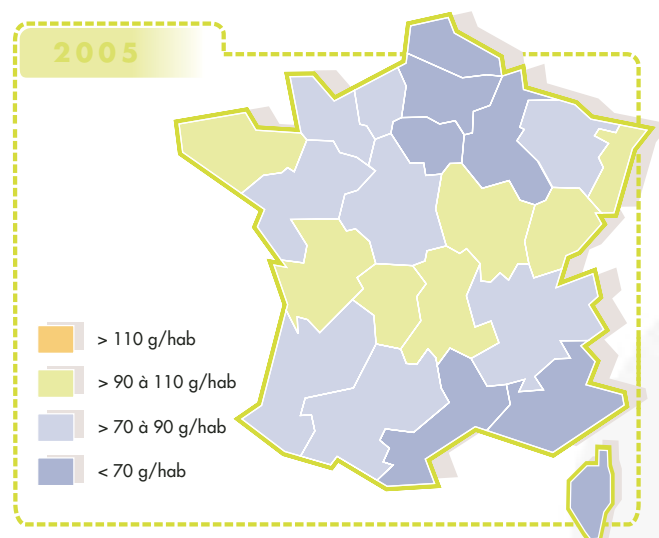 2005
> 110 g/hab
> 90 à 110 g/hab
> 70 à 90 g/hab
< 70 g/hab